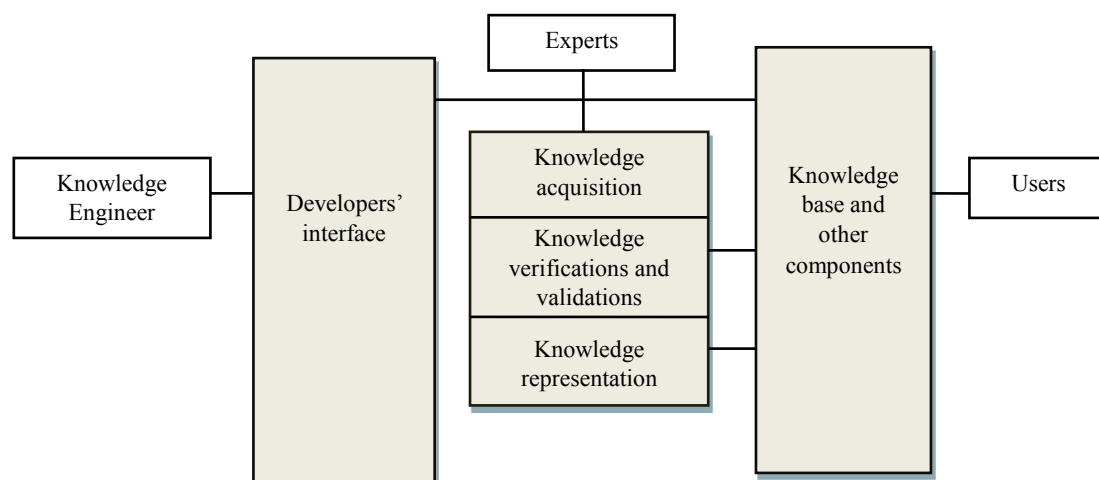 Experts
Knowledge
Engineer
Developers’
interface
Knowledge
acquisition
Knowledge
verifications and
validations
Knowledge
representation
Knowledge
base and
other
components
Users